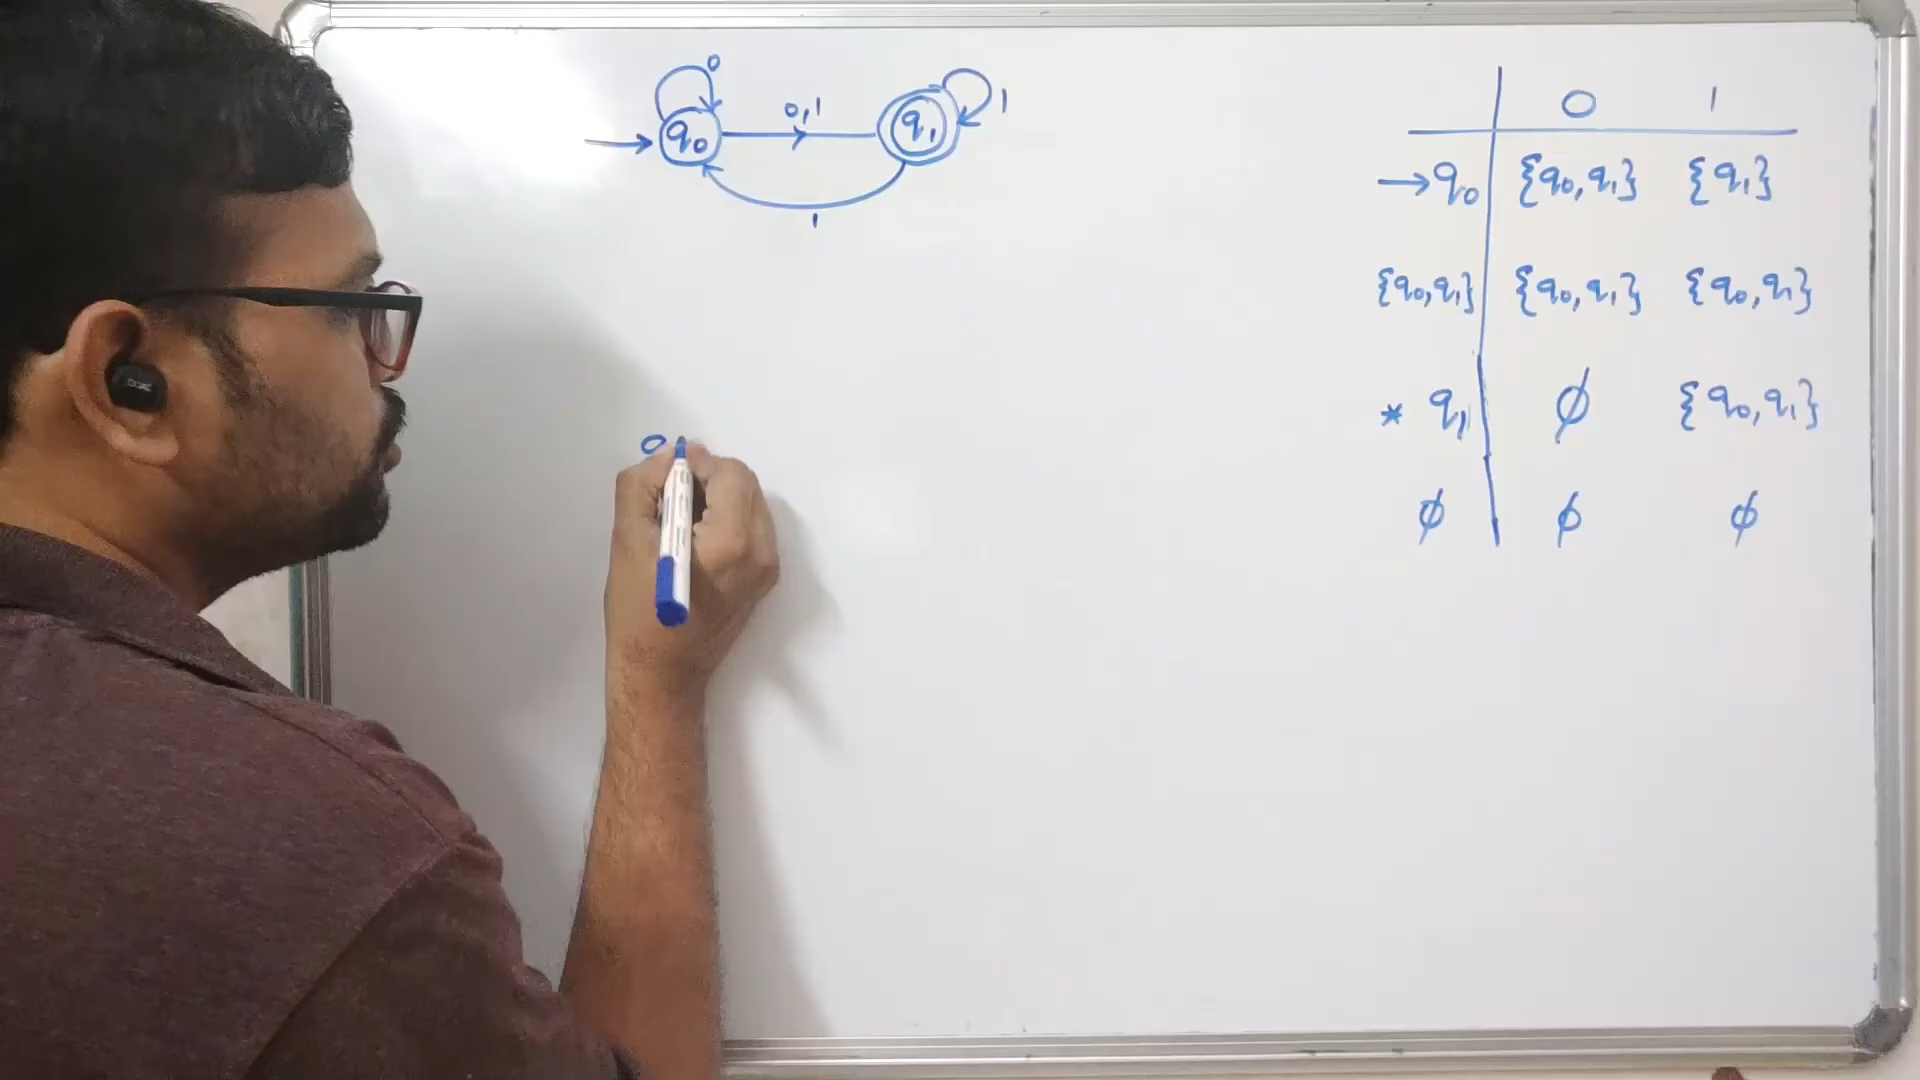 0
0,1
1
q₀
q₁
1
0 1
→q₀ {q₀,q₁} {q₁}
{q₀,q₁} {q₀,q₁} {q₀,q₁}
* q₁ ϕ {q₀,q₁}
ϕ ϕ ϕ
0